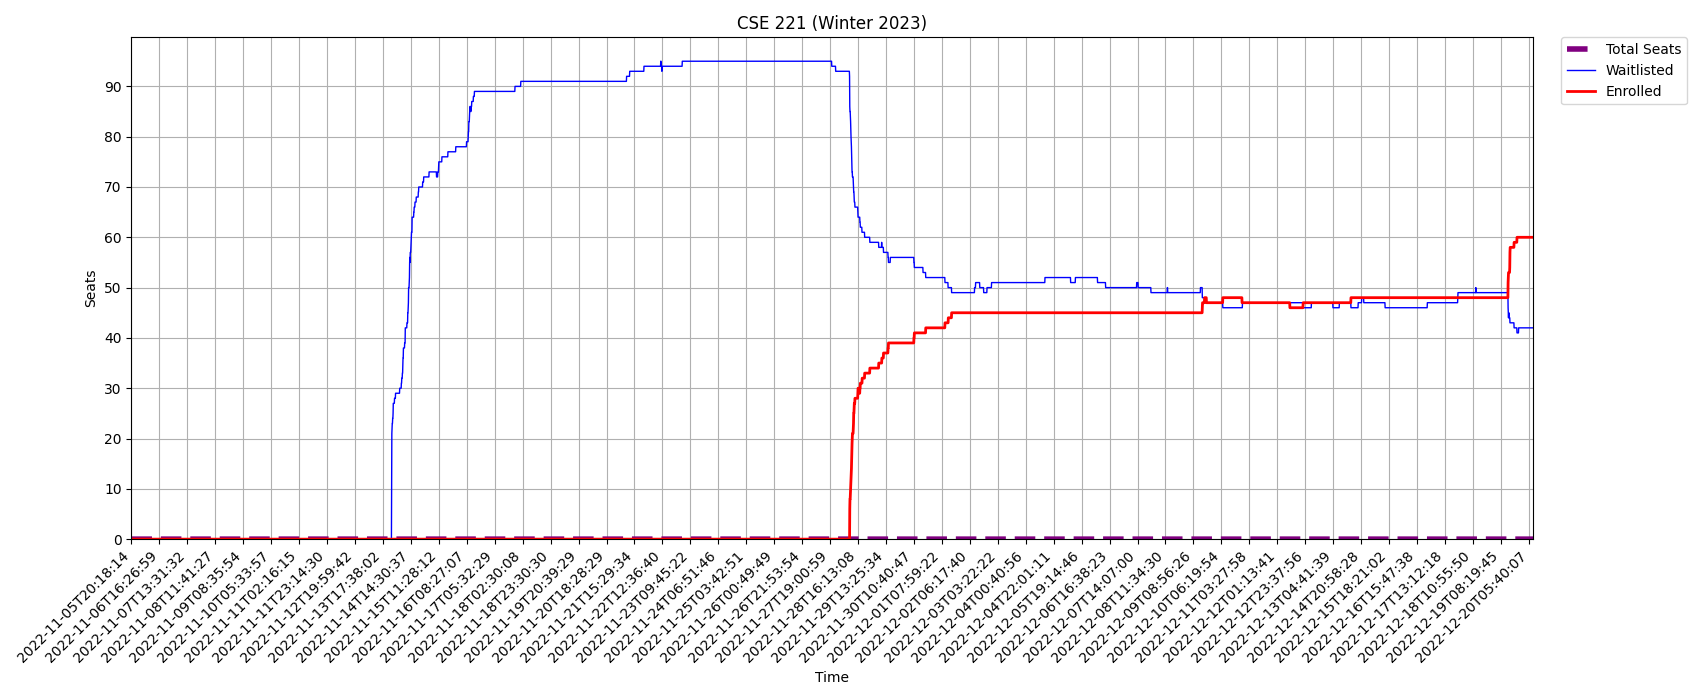 CSE 221 (Winter 2023)
Total Seats
Waitlisted
Enrolled
Seats
90
80
70
60
50
40
30
20
10
0
2022-11-05T20:18:14
2022-11-06T16:26:59
2022-11-07T13:31:32
2022-11-08T11:41:27
2022-11-09T08:35:54
2022-11-10T05:33:57
2022-11-11T02:16:15
2022-11-11T23:14:30
2022-11-12T19:59:42
2022-11-13T17:38:02
2022-11-14T14:30:37
2022-11-15T11:28:12
2022-11-16T08:27:07
2022-11-17T05:32:29
2022-11-18T02:30:08
2022-11-18T23:30:30
2022-11-19T20:39:29
2022-11-20T18:28:29
2022-11-21T15:29:34
2022-11-22T12:36:40
2022-11-23T09:45:22
2022-11-24T06:51:46
2022-11-25T03:42:51
2022-11-26T00:49:49
2022-11-26T21:53:54
2022-11-27T19:00:59
2022-11-28T16:13:08
2022-11-29T13:25:34
2022-11-30T10:40:47
2022-12-01T07:59:22
2022-12-02T06:17:40
2022-12-03T03:22:22
2022-12-04T00:40:56
2022-12-04T22:01:11
2022-12-05T19:14:46
2022-12-06T16:38:23
2022-12-07T14:07:00
2022-12-08T11:34:30
2022-12-09T08:56:26
2022-12-10T06:19:54
2022-12-11T03:27:58
2022-12-12T01:13:41
2022-12-12T23:37:56
2022-12-13T04:41:39
2022-12-14T20:58:28
2022-12-15T18:21:02
2022-12-16T15:47:38
2022-12-17T13:12:18
2022-12-18T10:55:50
2022-12-19T08:19:45
2022-12-20T05:40:07
Time